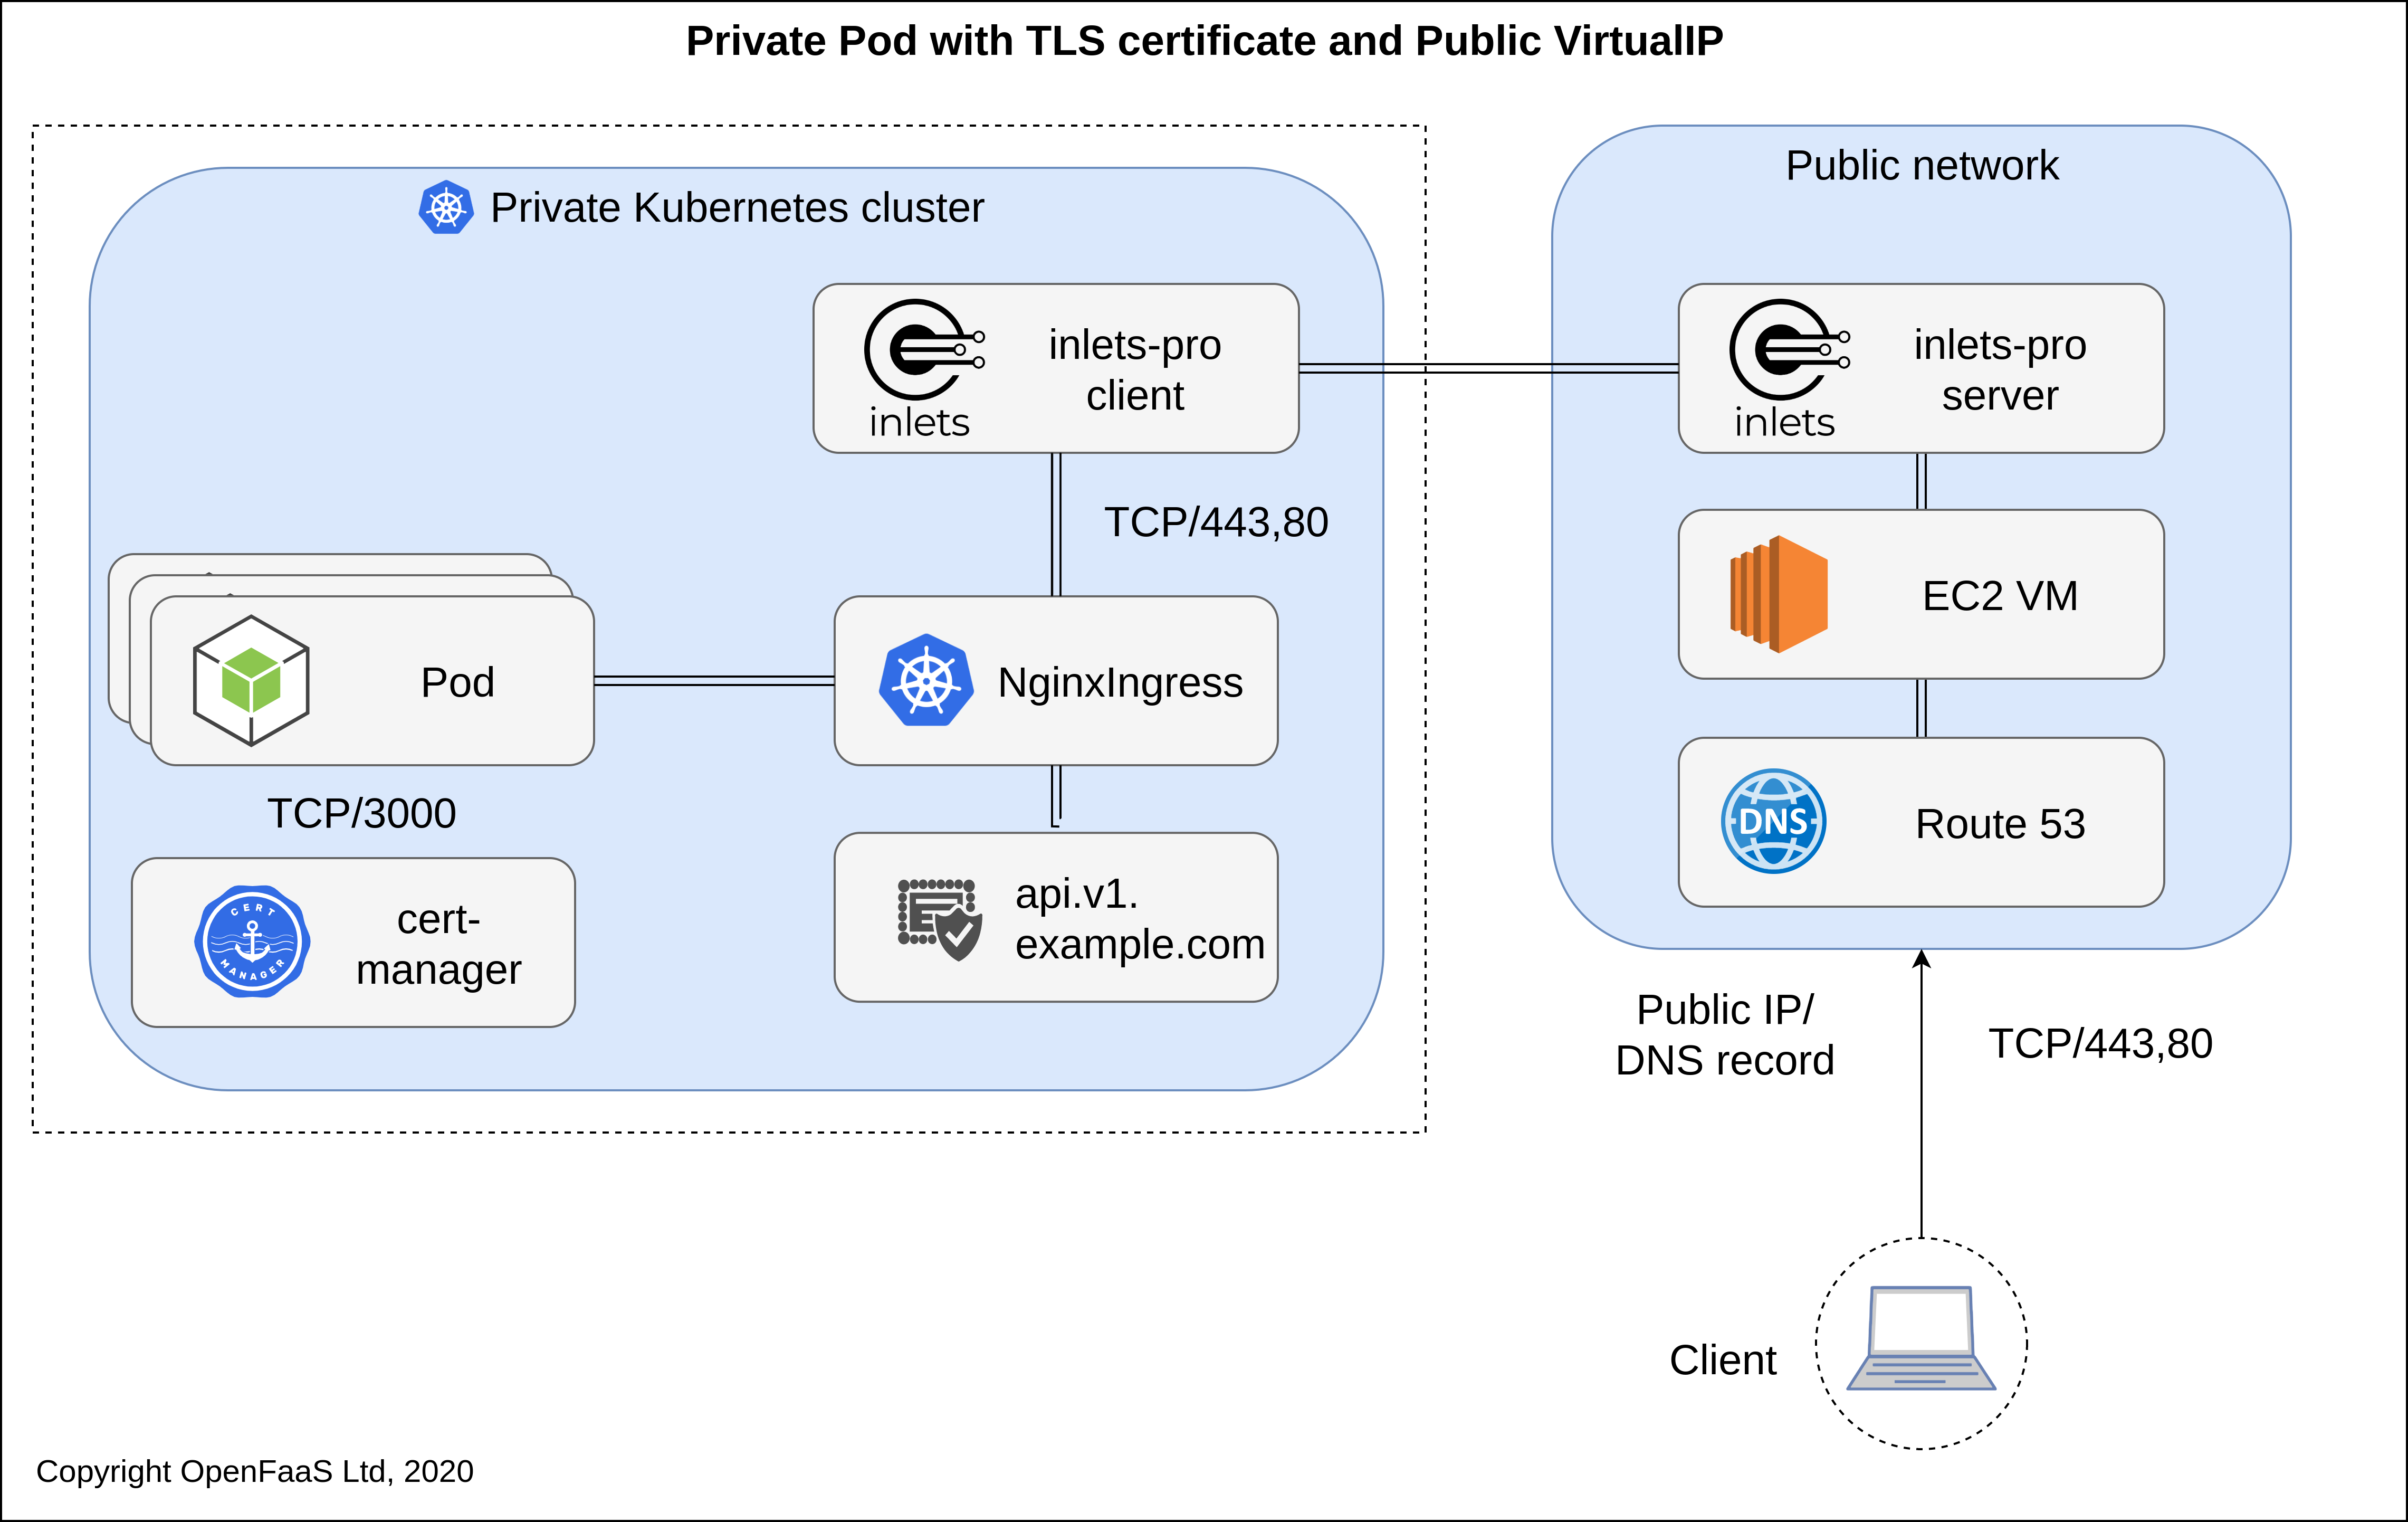 Private Pod with TLS certificate and Public VirtualIP
Private Kubernetes cluster
inlets
inlets-pro
client
TCP/443,80
Pod
TCP/3000
NginxIngress
CERT
MANAGER
cert-
manager
api.v1.
example.com
Public network
inlets
inlets-pro
server
EC2 VM
DNS
Route 53
Public IP/
DNS record
TCP/443,80
Client
Copyright OpenFaaS Ltd, 2020